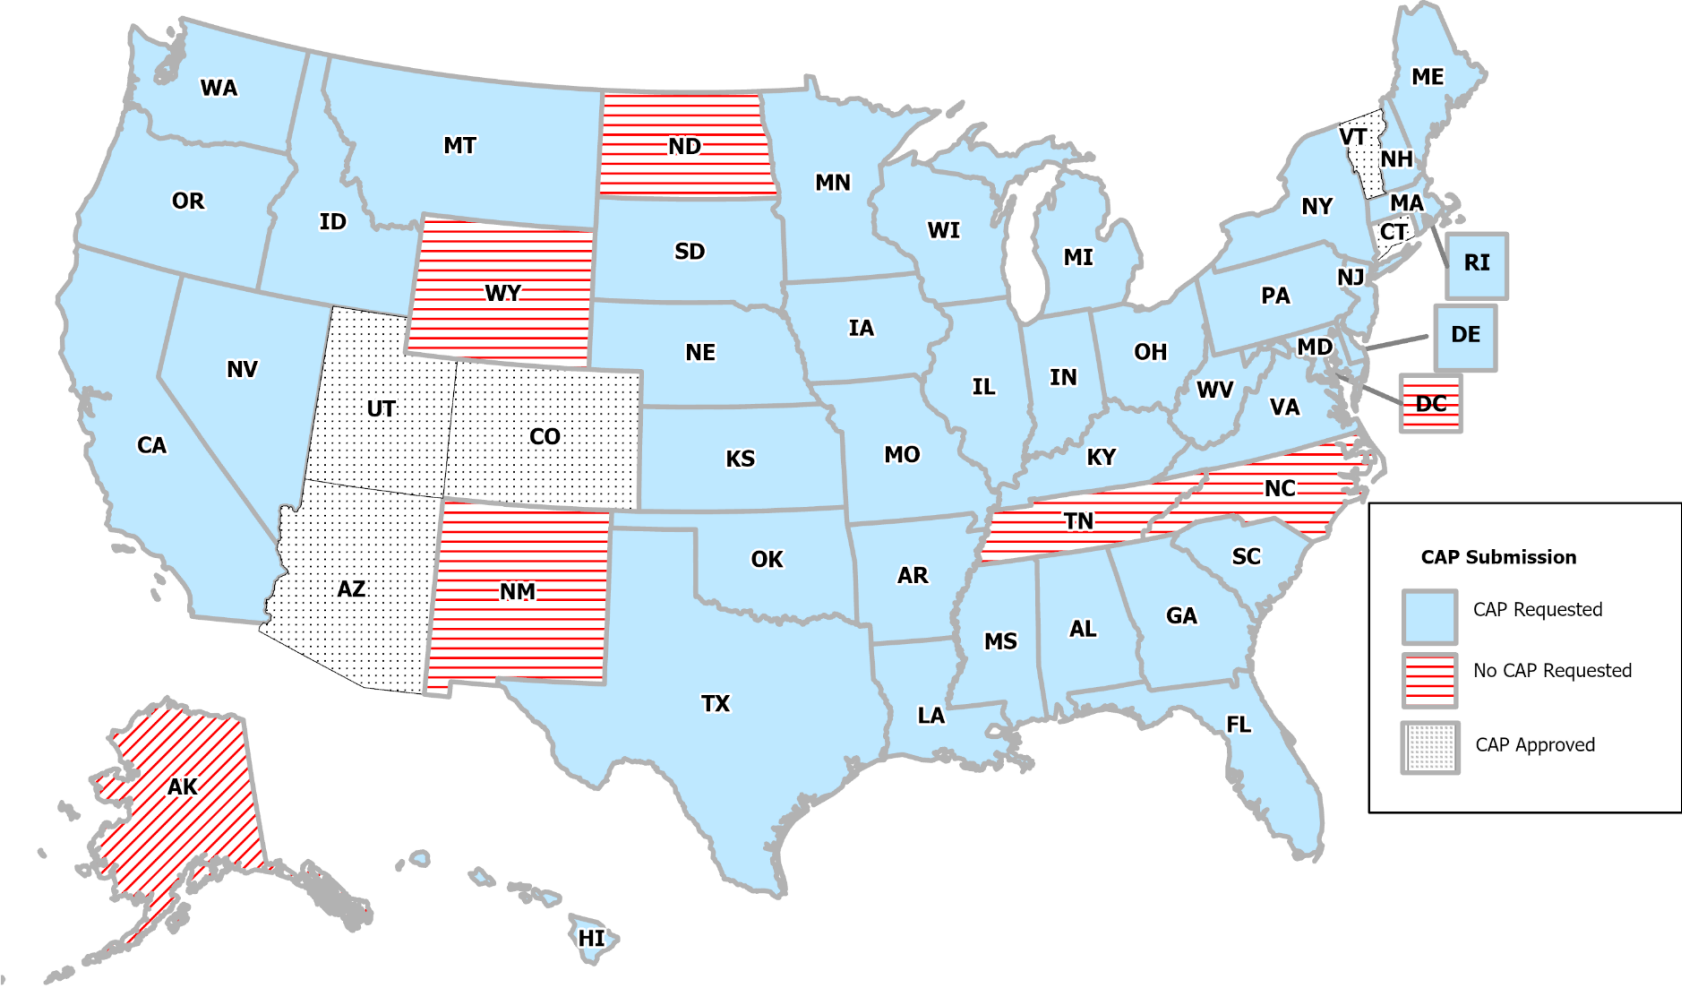 WA
MT
ND
ME
VT
NH
OR
ID
MN
MA
NY
CT
WI
SD
MI
RI
WY
PA
NJ
IA
DE
NE
MD
OH
NV
IN
IL
WV
DC
UT
VA
CO
CA
KS
MO
KY
NC
TN
OK
SC
AZ
NM
AR
GA
MS
AL
TX
LA
FL
AK
HI
CAP Submission
CAP Requested
No CAP Requested
CAP Approved